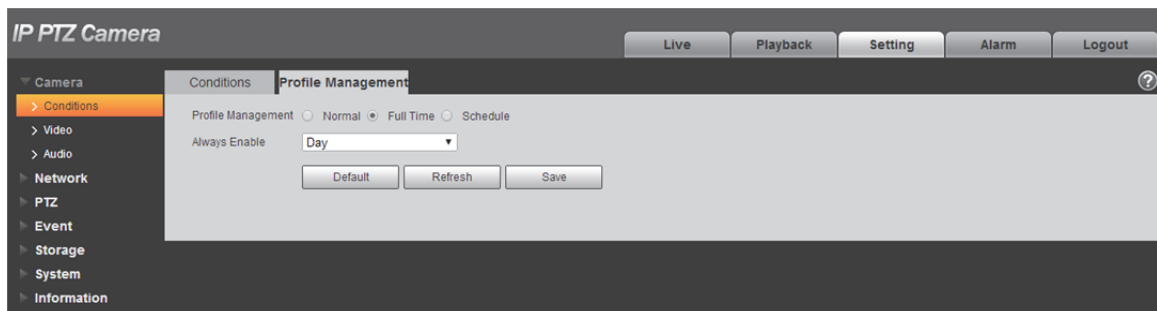 IP PTZ Camera
Live Playback Setting Alarm Logout
Camera
Conditions
Video
Audio
Network
PTZ
Event
Storage
System
Information
Conditions Profile Management
?
Profile Management Normal Full Time Schedule
Always Enable Day
Default Refresh Save